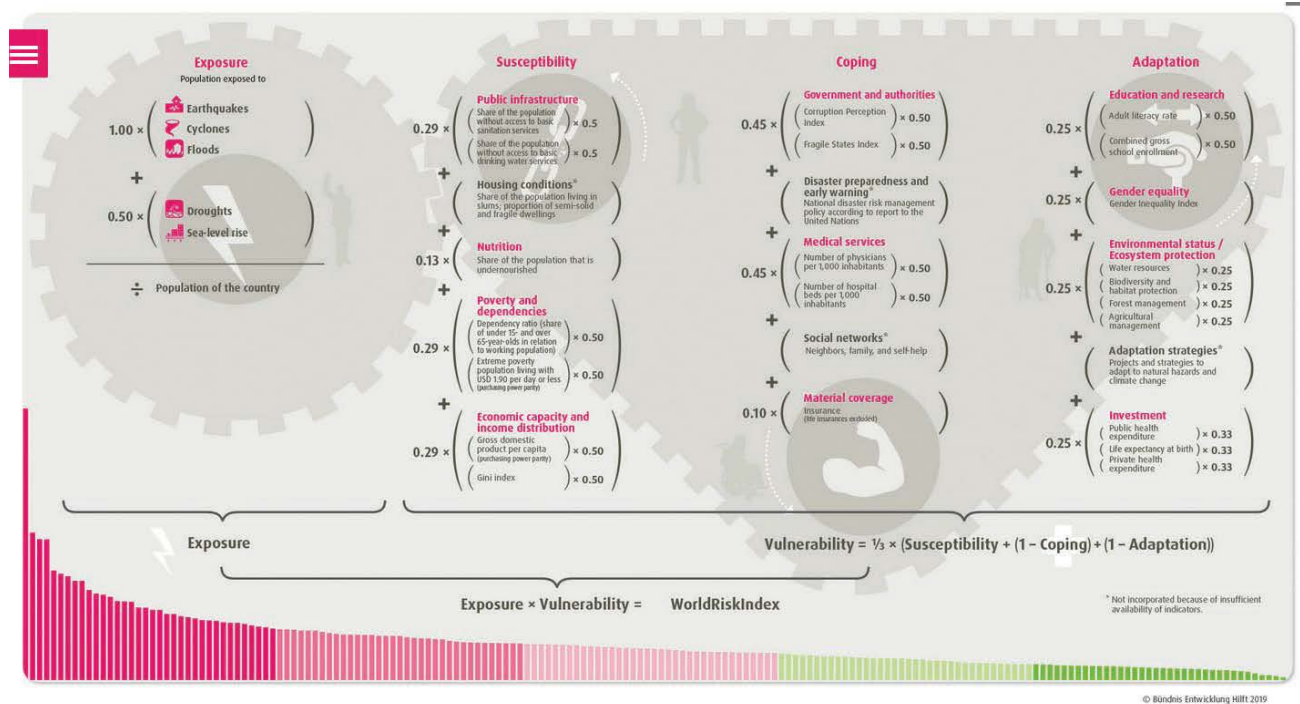 Exposure
Population exposed to
1.00 ×
Earthquakes
Cyclones
Floods
+
0.50 ×
Droughts
Sea-level rise
÷ Population of the country
Susceptibility
0.29 ×
Public infrastructure
Share of the population
without access to basic
sanitation services
× 0.5
Share of the population
without access to basic
drinking water services
× 0.5
+
Housing conditions*
Share of the population living in
slums; proportion of semi-solid
and fragile dwellings
+
0.13 ×
Nutrition
Share of the population that is
undernourished
+
0.29 ×
Poverty and
dependencies
Dependency ratio (share
of under 15- and over
65-year-olds in relation
to working population)
× 0.50
Extreme poverty
population living with
USD 1.90 per day or less
(purchasing power parity)
× 0.50
+
0.29 ×
Economic capacity and
income distribution
Gross domestic
product per capita
(purchasing power parity)
× 0.50
Gini index
× 0.50
Coping
0.45 ×
Government and authorities
Corruption Perception
Index
× 0.50
Fragile States Index
× 0.50
+
Disaster preparedness and
early warning*
National disaster risk management
policy according to report to the
United Nations
+
0.45 ×
Medical services
Number of physicians
per 1,000 inhabitants
× 0.50
Number of hospital
beds per 1,000
inhabitants
× 0.50
+
Social networks*
Neighbors, family, and self-help
+
0.10 ×
Material coverage
Insurance
(life insurances excluded)
Adaptation
0.25 ×
Education and research
Adult literacy rate
× 0.50
Combined gross
school enrollment
× 0.50
+
0.25 ×
Gender equality
Gender Inequality Index
+
0.25 ×
Environmental status /
Ecosystem protection
Water resources
× 0.25
Biodiversity and
habitat protection
× 0.25
Forest management
× 0.25
Agricultural
management
× 0.25
+
Adaptation strategies*
Projects and strategies to
adapt to natural hazards and
climate change
+
0.25 ×
Investment
Public health
expenditure
× 0.33
Life expectancy at birth
× 0.33
Private health
expenditure
× 0.33
Exposure
Vulnerability = ⅓ × (Susceptibility + (1 – Coping) + (1 – Adaptation))
Exposure × Vulnerability = WorldRiskIndex
* Not incorporated because of insufficient
availability of indicators.
© Bündnis Entwicklung Hilft 2019